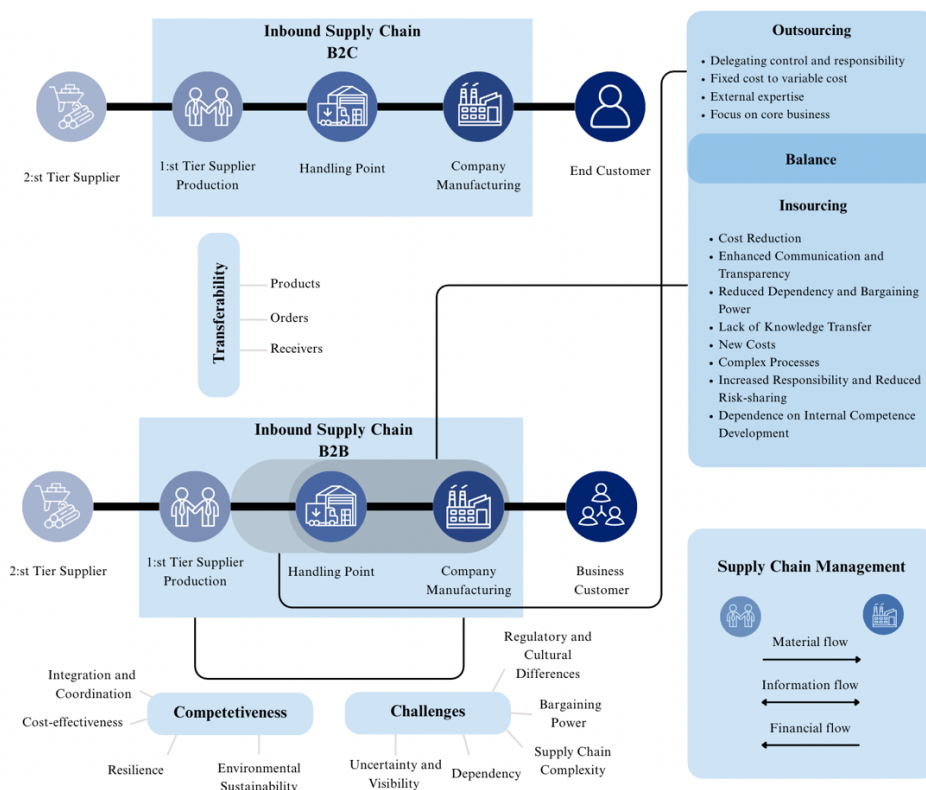 Inbound Supply Chain
B2C
2:st Tier Supplier
1:st Tier Supplier
Production
Handling Point
Company
Manufacturing
End Customer
Outsourcing
• Delegating control and responsibility
• Fixed cost to variable cost
• External expertise
• Focus on core business
Balance
Insourcing
• Cost Reduction
• Enhanced Communication and
Transparency
• Reduced Dependency and Bargaining
Power
• Lack of Knowledge Transfer
• New Costs
• Complex Processes
• Increased Responsibility and Reduced
Risk-sharing
• Dependence on Internal Competence
Development
Transferability
Products
Orders
Receivers
Inbound Supply Chain
B2B
2:st Tier Supplier
1:st Tier Supplier
Production
Handling Point
Company
Manufacturing
Business
Customer
Integration and
Coordination
Cost-effectiveness
Competetiveness
Resilience
Environmental
Sustainability
Challenges
Regulatory and
Cultural
Differences
Bargaining
Power
Supply Chain
Complexity
Dependency
Uncertainty and
Visibility
Supply Chain Management
Material flow
Information flow
Financial flow